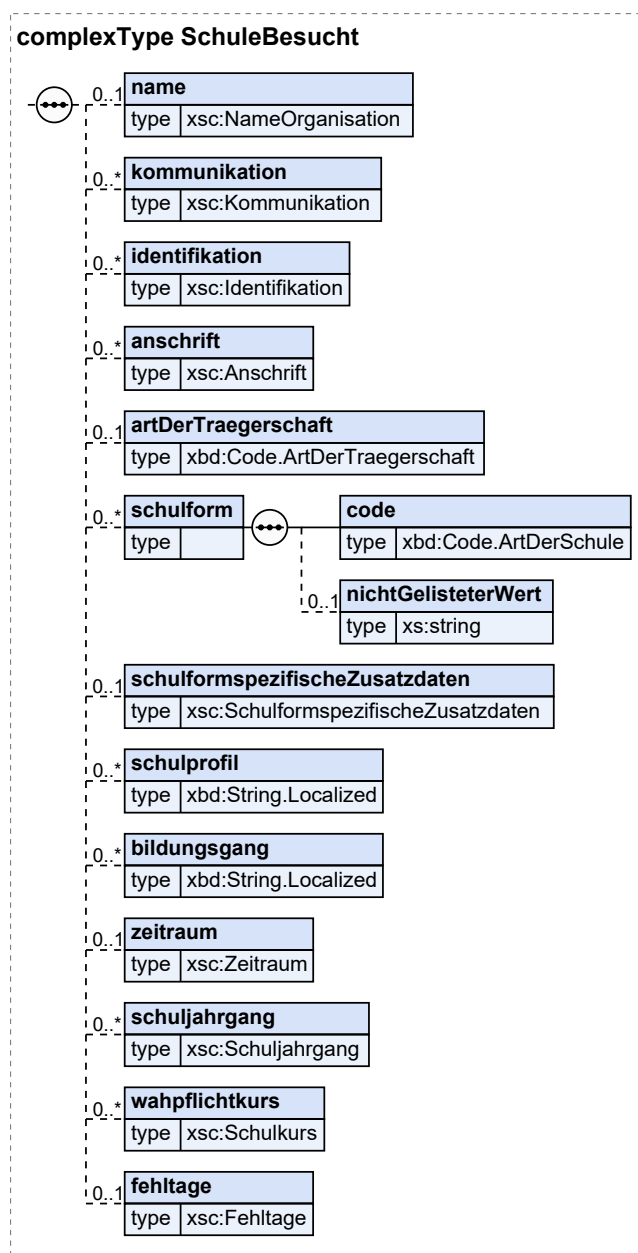 complexType SchuleBesucht
0..1 name
type xsc:NameOrganisation
0..* kommunikation
type xsc:Kommunikation
0..* identifikation
type xsc:Identifikation
0..* anschrift
type xsc:Anschrift
0..1 artDerTraegerschaft
type xbd:Code.ArtDerTraegerschaft
0..* schulform code
type type xbd:Code.ArtDerSchule
0..1 nichtGelisteterWert
type xs:string
0..1 schulformspezifischeZusatzdaten
type xsc:SchulformspezifischeZusatzdaten
0..* schulprofil
type xbd:String.Localized
0..* bildungsgang
type xbd:String.Localized
0..1 zeitraum
type xsc:Zeitraum
0..* schuljahrgang
type xsc:Schuljahrgang
0..* wahpflichtkurs
type xsc:Schulkurs
0..1 fehltage
type xsc:Fehltage